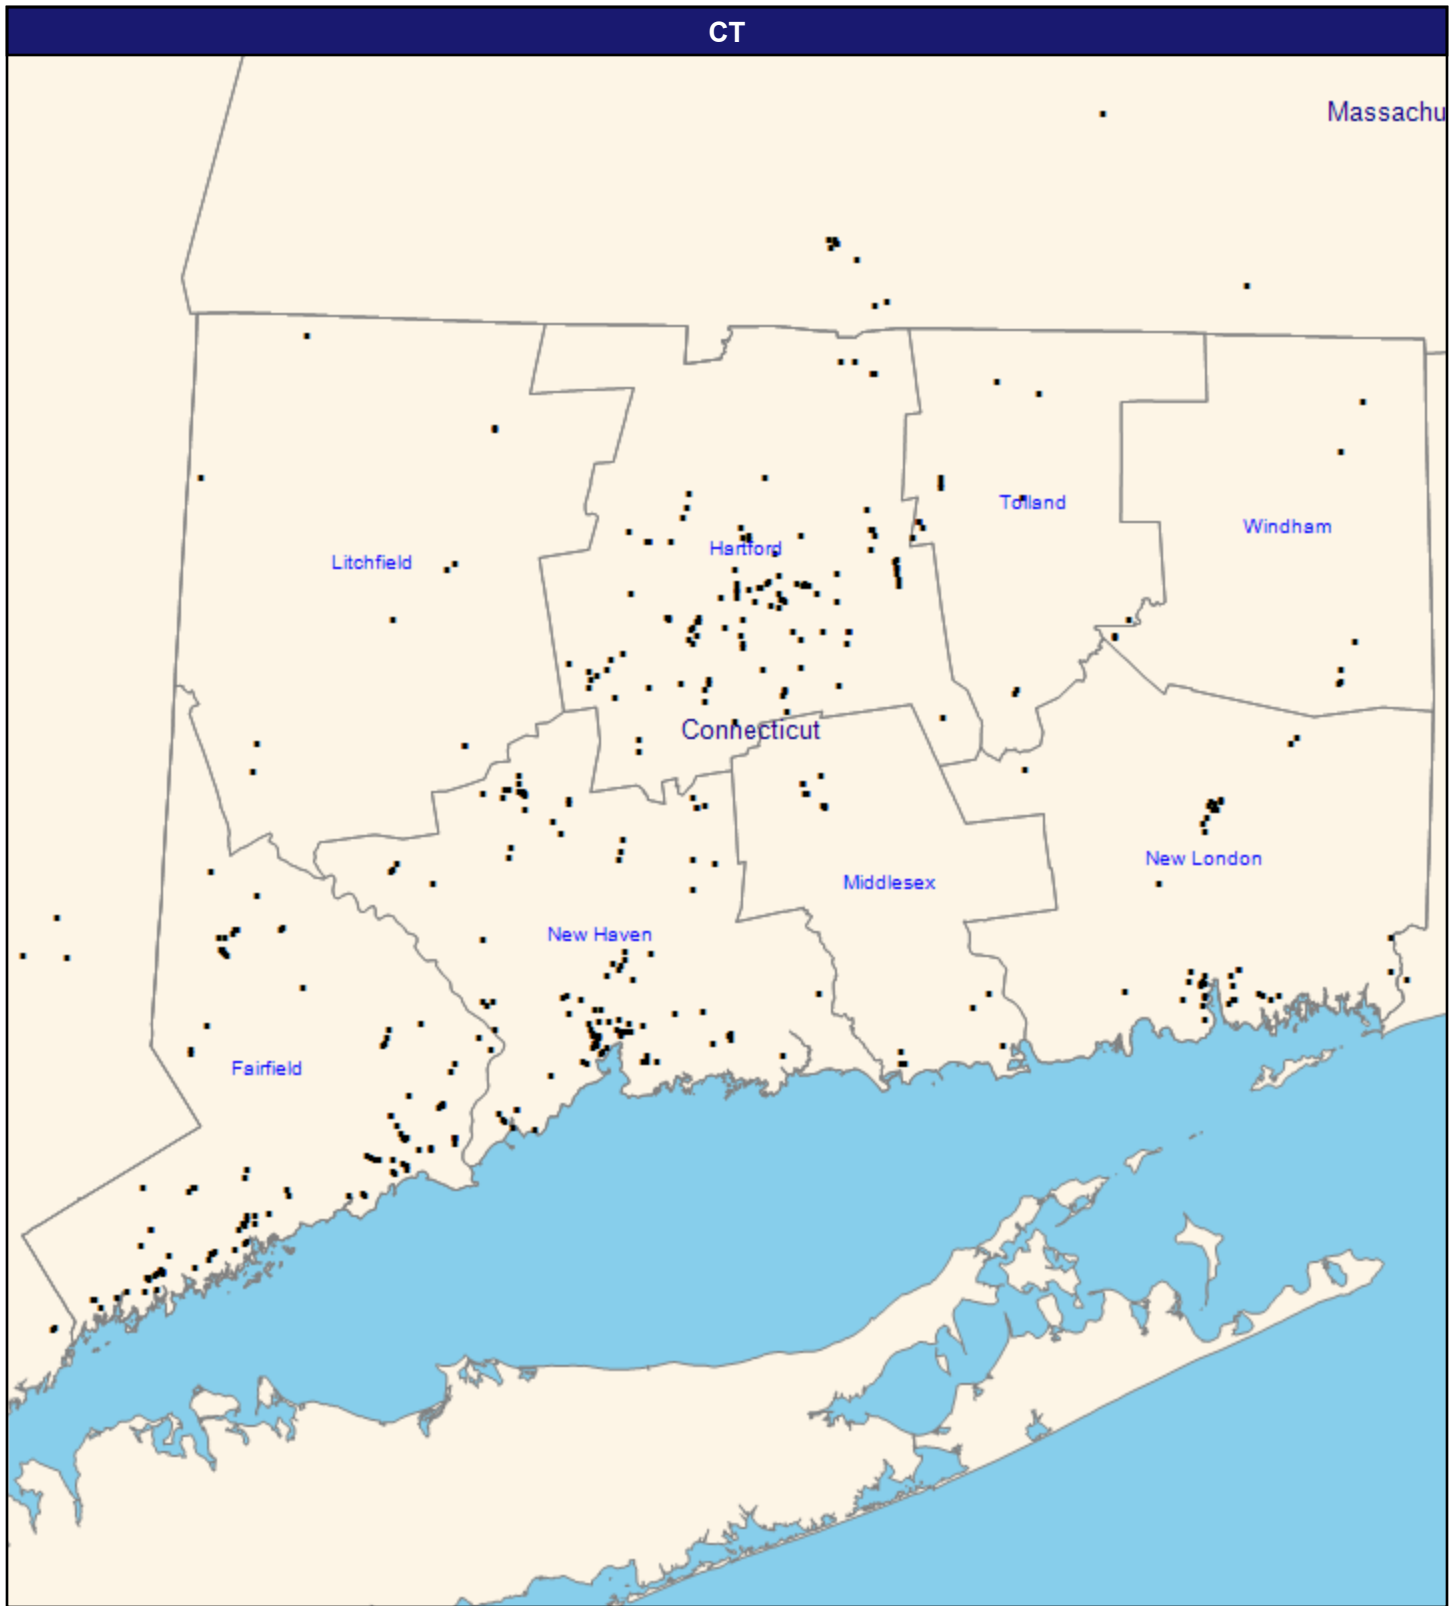 CT
Massachu
Tolland
Windham
Hartford
Litchfield
Connecticut
New London
Middlesex
New Haven
Fairfield